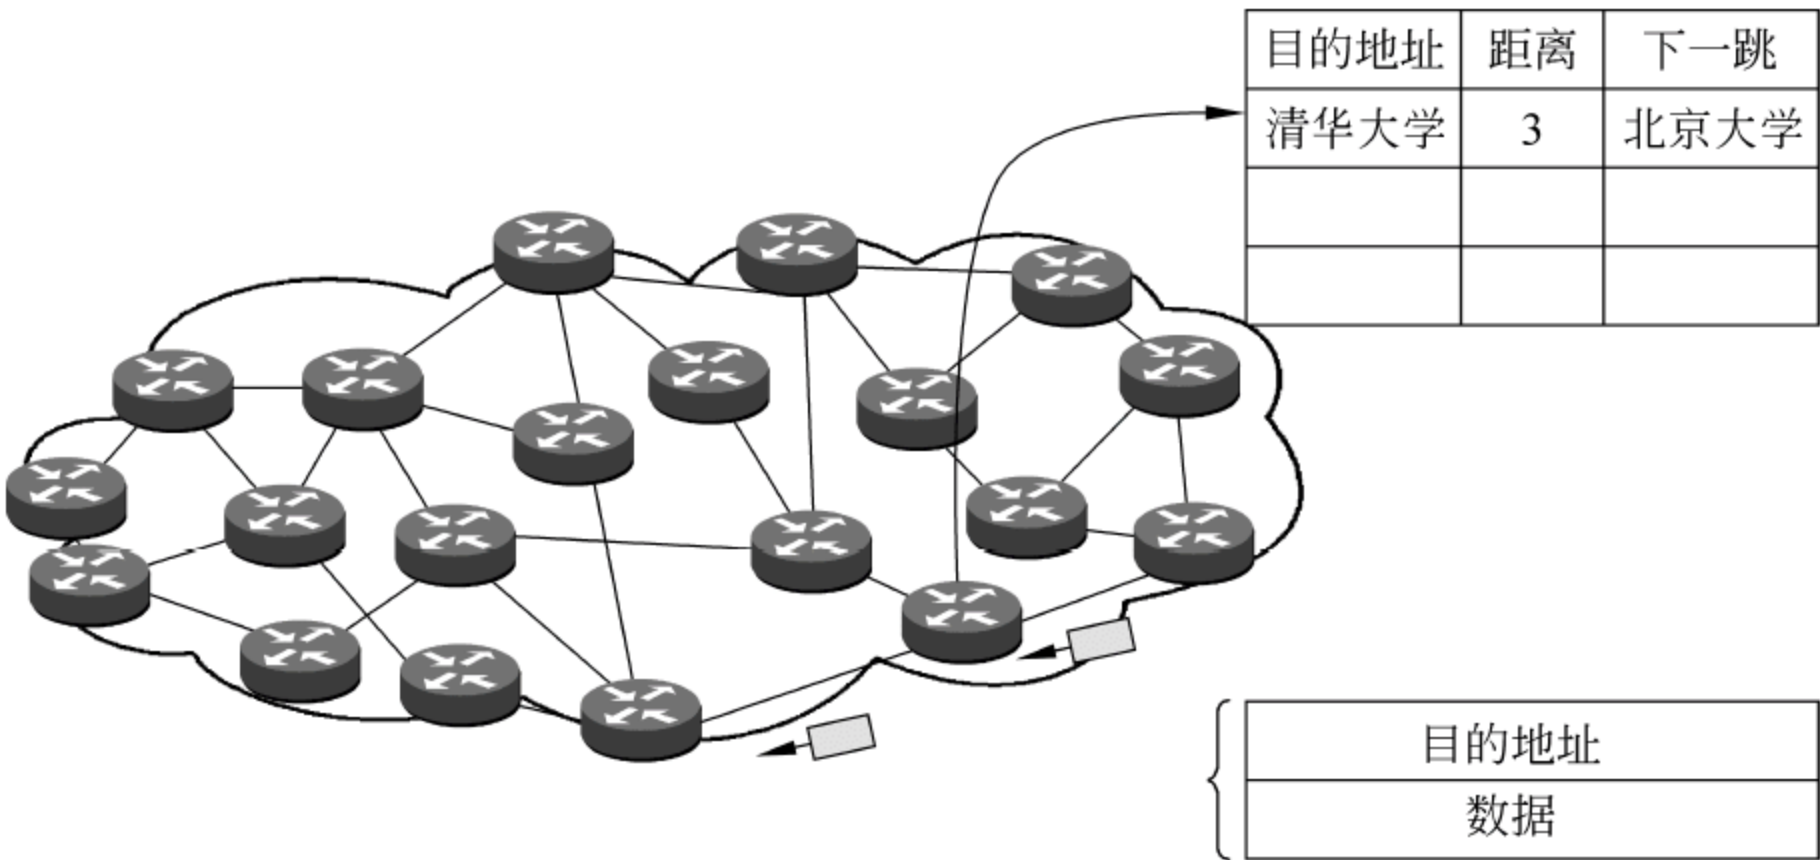 目的地址 距离 下一跳
清华大学 3 北京大学
目的地址
数据